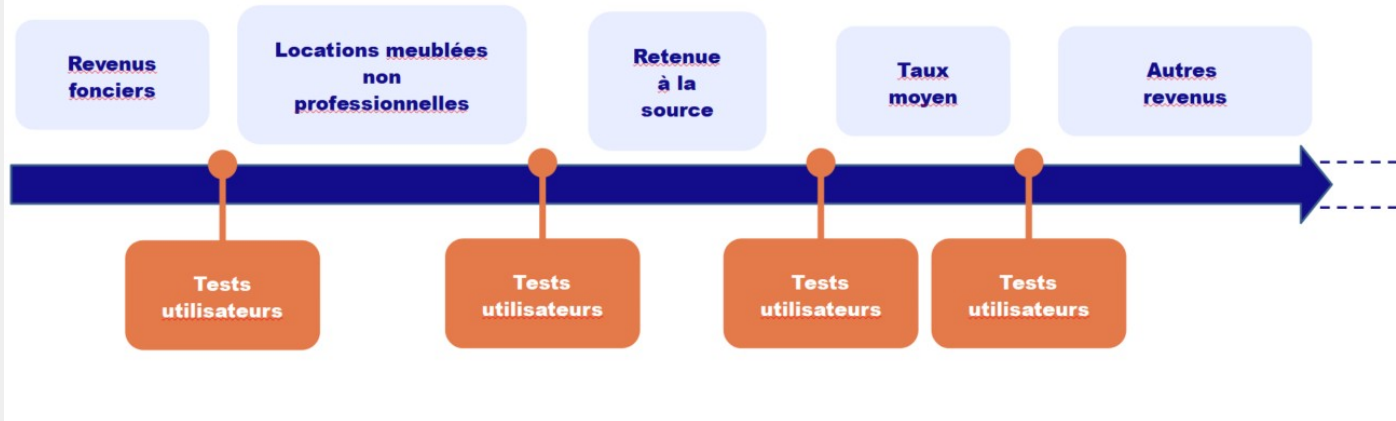 Revenus
fonciers
Locations meublées
non
professionnelles
Retenue
à la
source
Taux
moyen
Autres
revenus
Tests
utilisateurs
Tests
utilisateurs
Tests
utilisateurs
Tests
utilisateurs